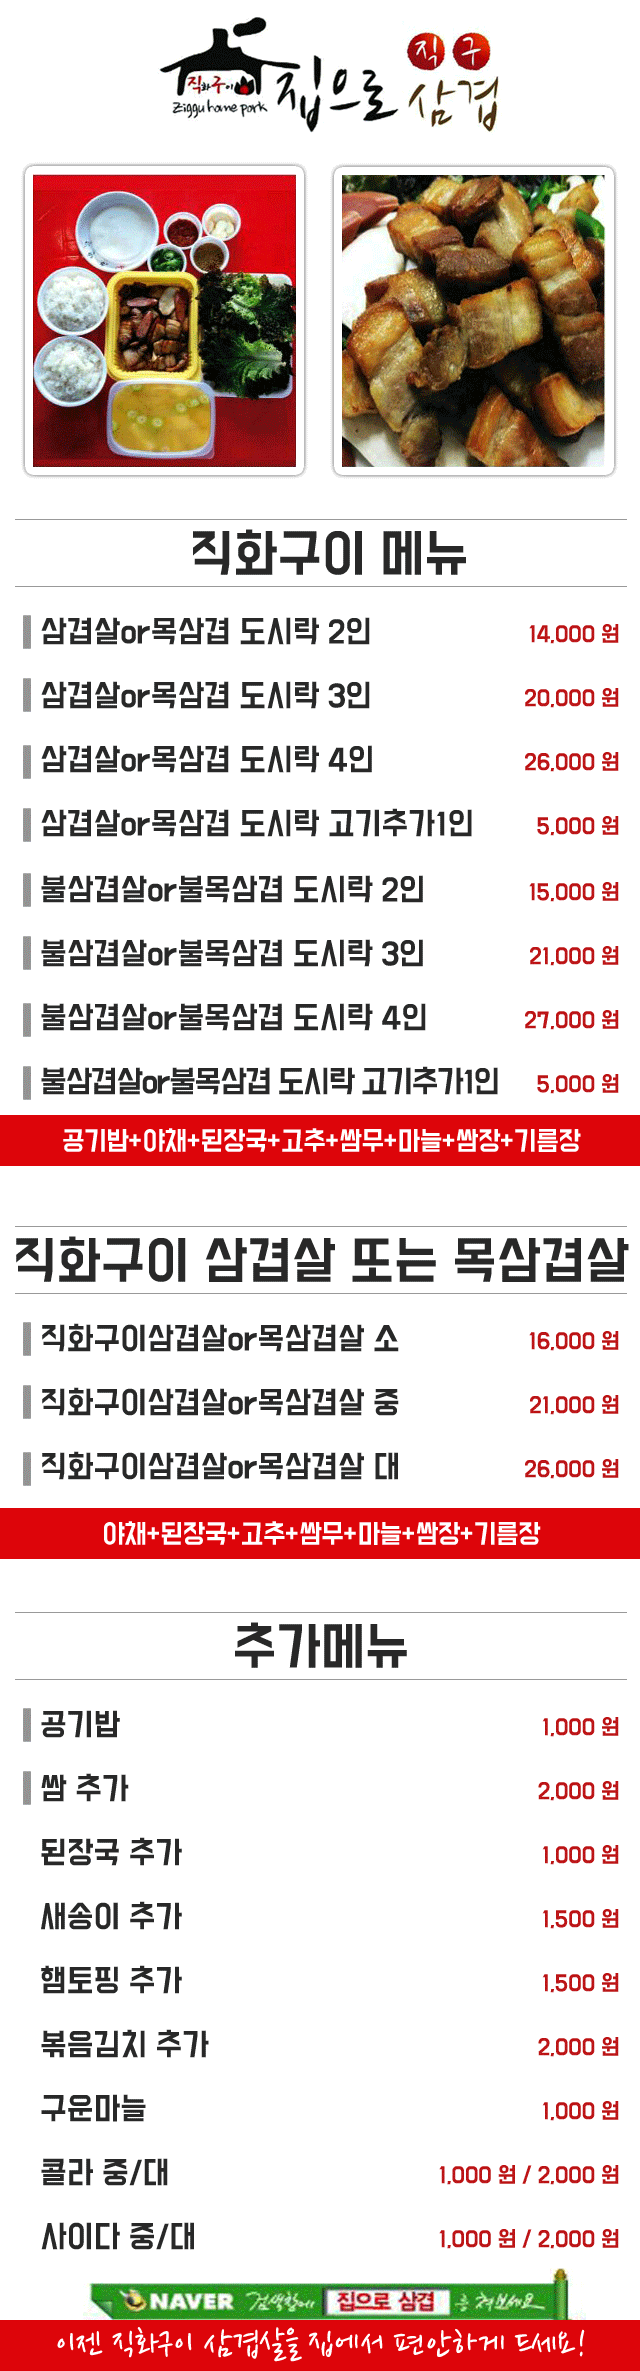 직화구이
Ziggu home pork
집으로
직구
삼겹
직화구이 메뉴
삼겹살or목삼겹 도시락 2인 14,000 원
삼겹살or목삼겹 도시락 3인 20,000 원
삼겹살or목삼겹 도시락 4인 26,000 원
삼겹살or목삼겹 도시락 고기추가1인 5,000 원
불삼겹살or불목삼겹 도시락 2인 15,000 원
불삼겹살or불목삼겹 도시락 3인 21,000 원
불삼겹살or불목삼겹 도시락 4인 27,000 원
불삼겹살or불목삼겹 도시락 고기추가1인 5,000 원
공기밥+야채+된장국+고추+쌈무+마늘+쌈장+기름장
직화구이 삼겹살 또는 목삼겹살
직화구이삼겹살or목삼겹살 소 16,000 원
직화구이삼겹살or목삼겹살 중 21,000 원
직화구이삼겹살or목삼겹살 대 26,000 원
야채+된장국+고추+쌈무+마늘+쌈장+기름장
추가메뉴
공기밥 1,000 원
쌈 추가 2,000 원
된장국 추가 1,000 원
새송이 추가 1,500 원
햄토핑 추가 1,500 원
볶음김치 추가 2,000 원
구운마늘 1,000 원
콜라 중/대 1,000 원 / 2,000 원
사이다 중/대 1,000 원 / 2,000 원
NAVER 검색창에 집으로 삼겹 을 쳐보세요
이젠 직화구이 삼겹살을 집에서 편안하게 드세요!